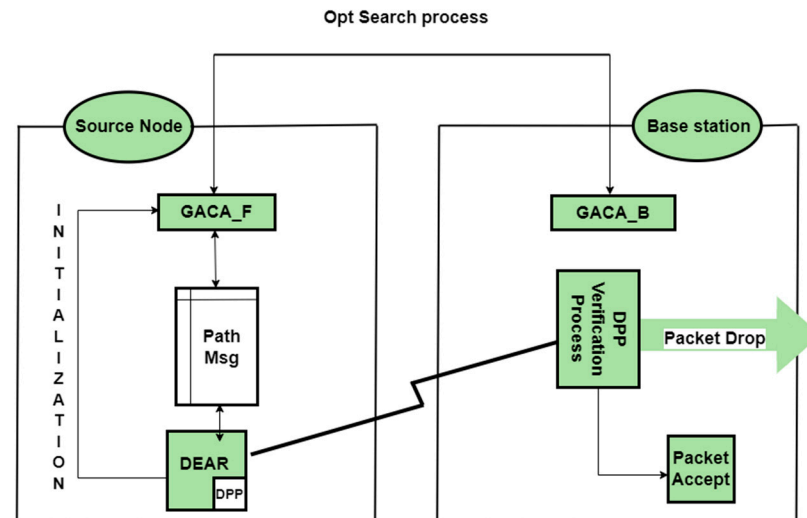 Opt Search process
Source Node
Base station
GACA_F
GACA_B
INITIALIZATION
Path
Msg
DPP
Verification
Process
Packet Drop
DEAR
DPP
Packet
Accept